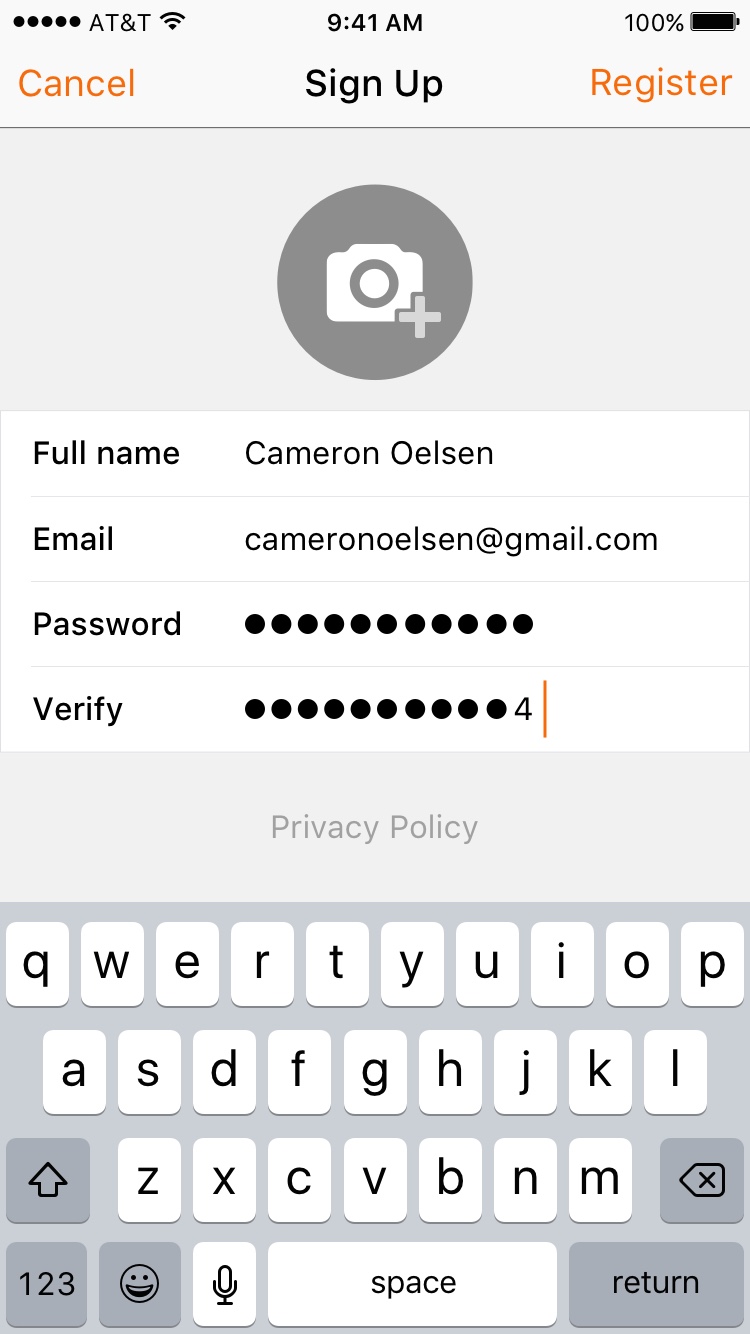 ●●●●● AT&T 9:41 AM 100%
Cancel Sign Up Register
Full name Cameron Oelsen
Email cameronoelsen@gmail.com
Password ●●●●●●●●●●●
Verify ●●●●●●●●●●4
Privacy Policy
q w e r t y u i o p
a s d f g h j k l
z x c v b n m
123 space return